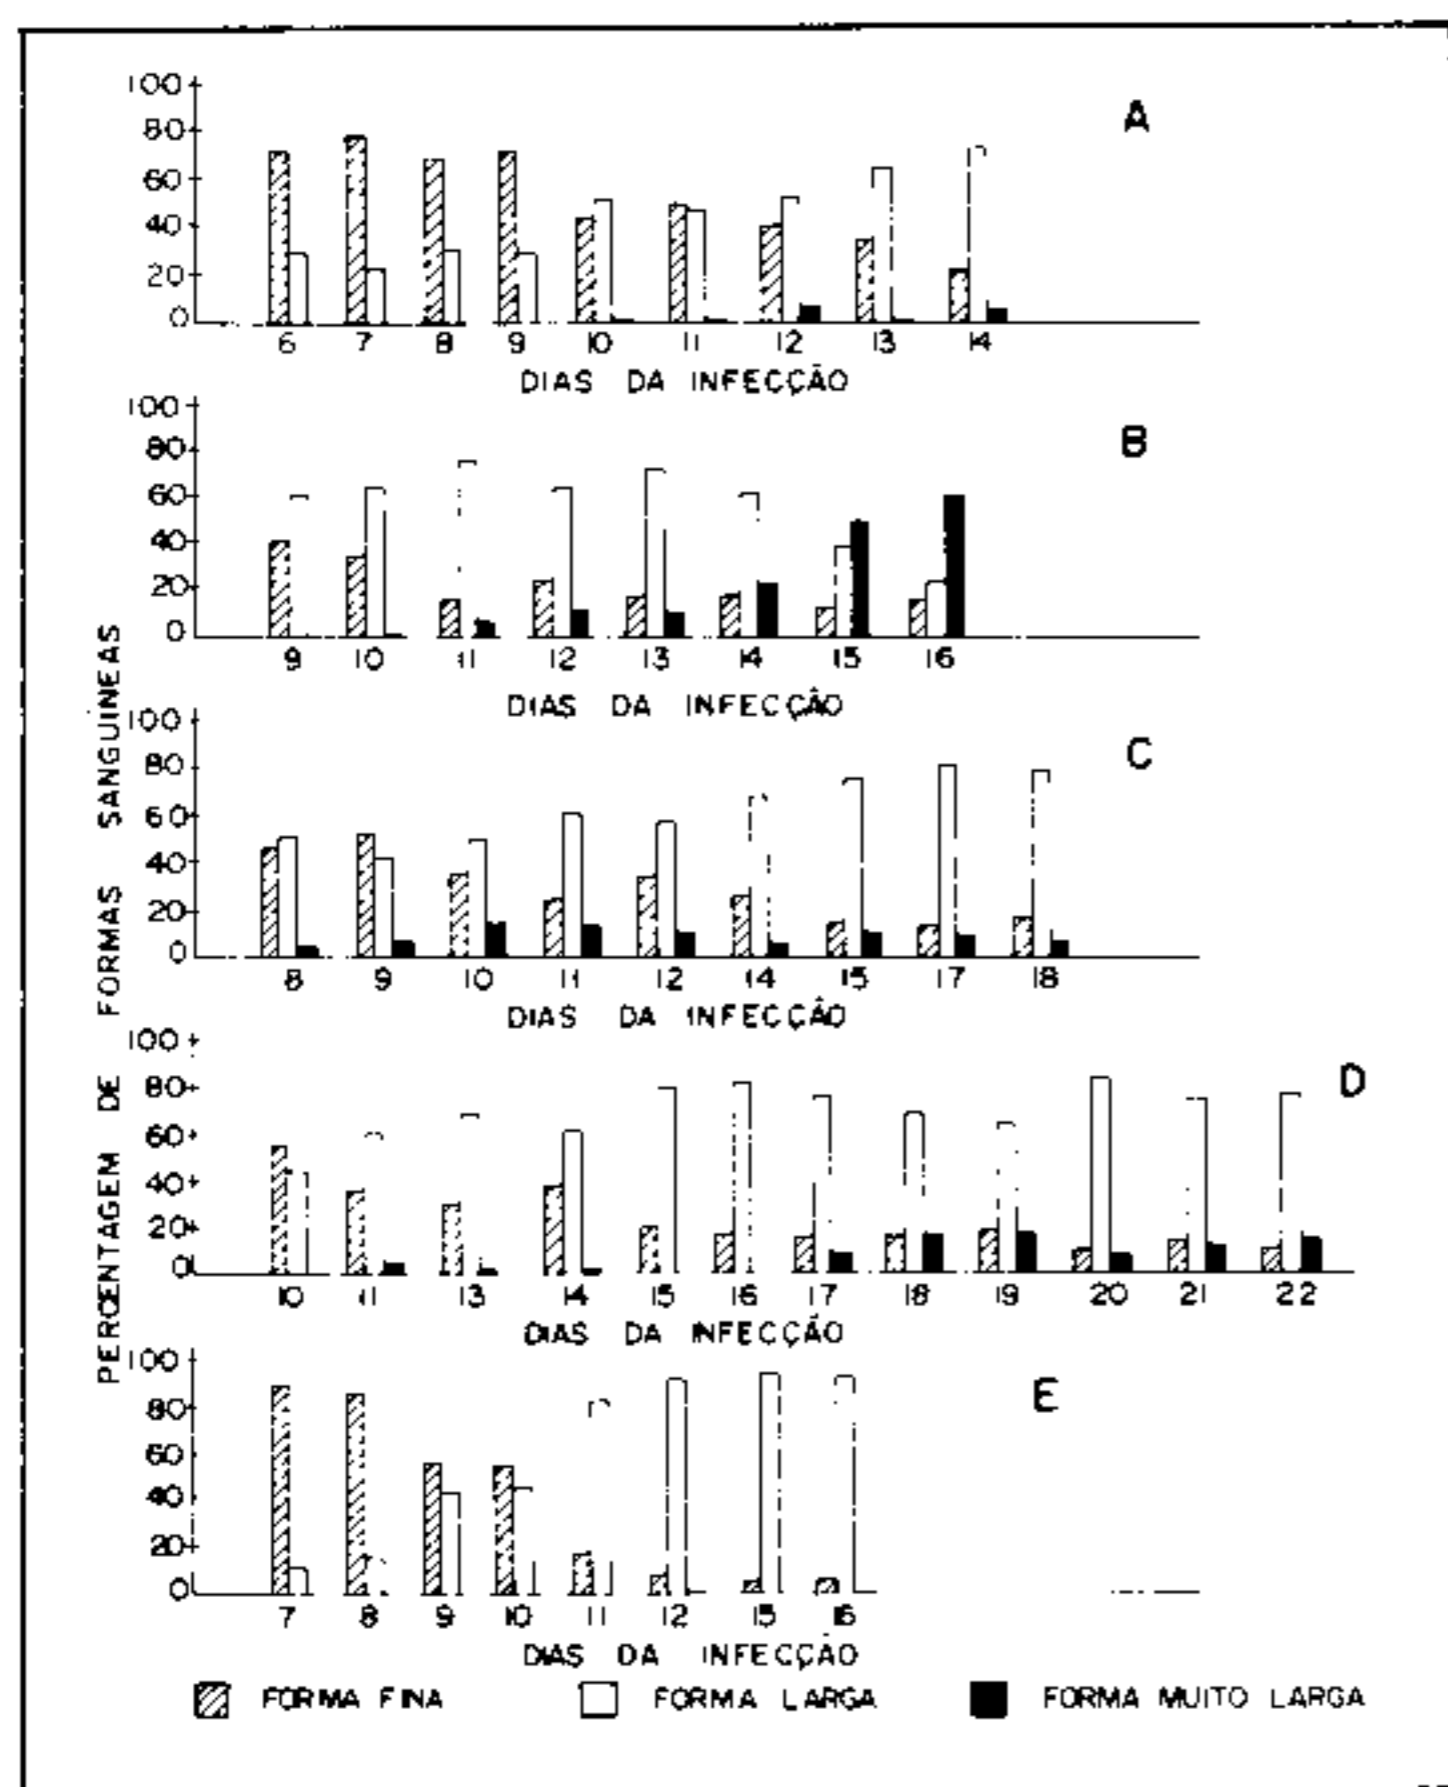 PERCENTAGEM DE FORMAS SANGUINEAS
A
100
80
60
40
20
0
6 7 8 9 10 11 12 13 14
DIAS DA INFECÇÃO
B
100
80
60
40
20
0
9 10 11 12 13 14 15 16
DIAS DA INFECÇÃO
C
100
80
60
40
20
0
8 9 10 11 12 14 15 17 18
DIAS DA INFECÇÃO
D
100
80
60
40
20
0
10 11 13 14 15 16 17 18 19 20 21 22
DIAS DA INFECÇÃO
E
100
80
60
40
20
0
7 8 9 10 11 12 15 16
DIAS DA INFECÇÃO
FORMA FINA FORMA LARGA FORMA MUITO LARGA